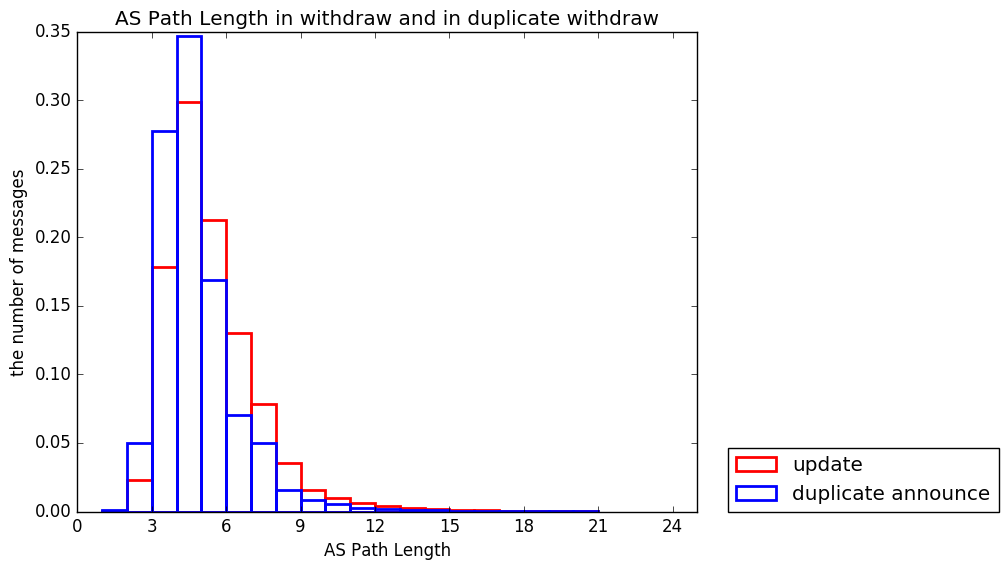 AS Path Length in withdraw and in duplicate withdraw
the number of messages
0.35
0.30
0.25
0.20
0.15
0.10
0.05
0.00
0 3 6 9 12 15 18 21 24
AS Path Length
update
duplicate announce